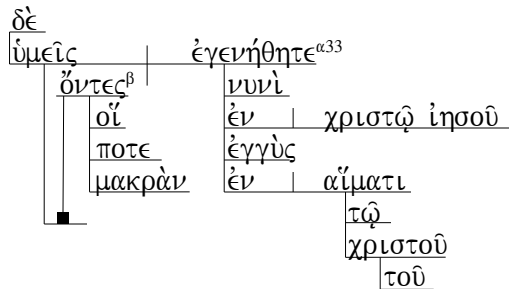 δὲ
ὑμεῖς ἐγενήθητε^α33
ὄντες^β νυνὶ
οἵ ἐν χριστῷ ἰησοῦ
ποτε ἐγγὺς
μακρὰν ἐν αἵματι
τῷ
χριστοῦ
τοῦ